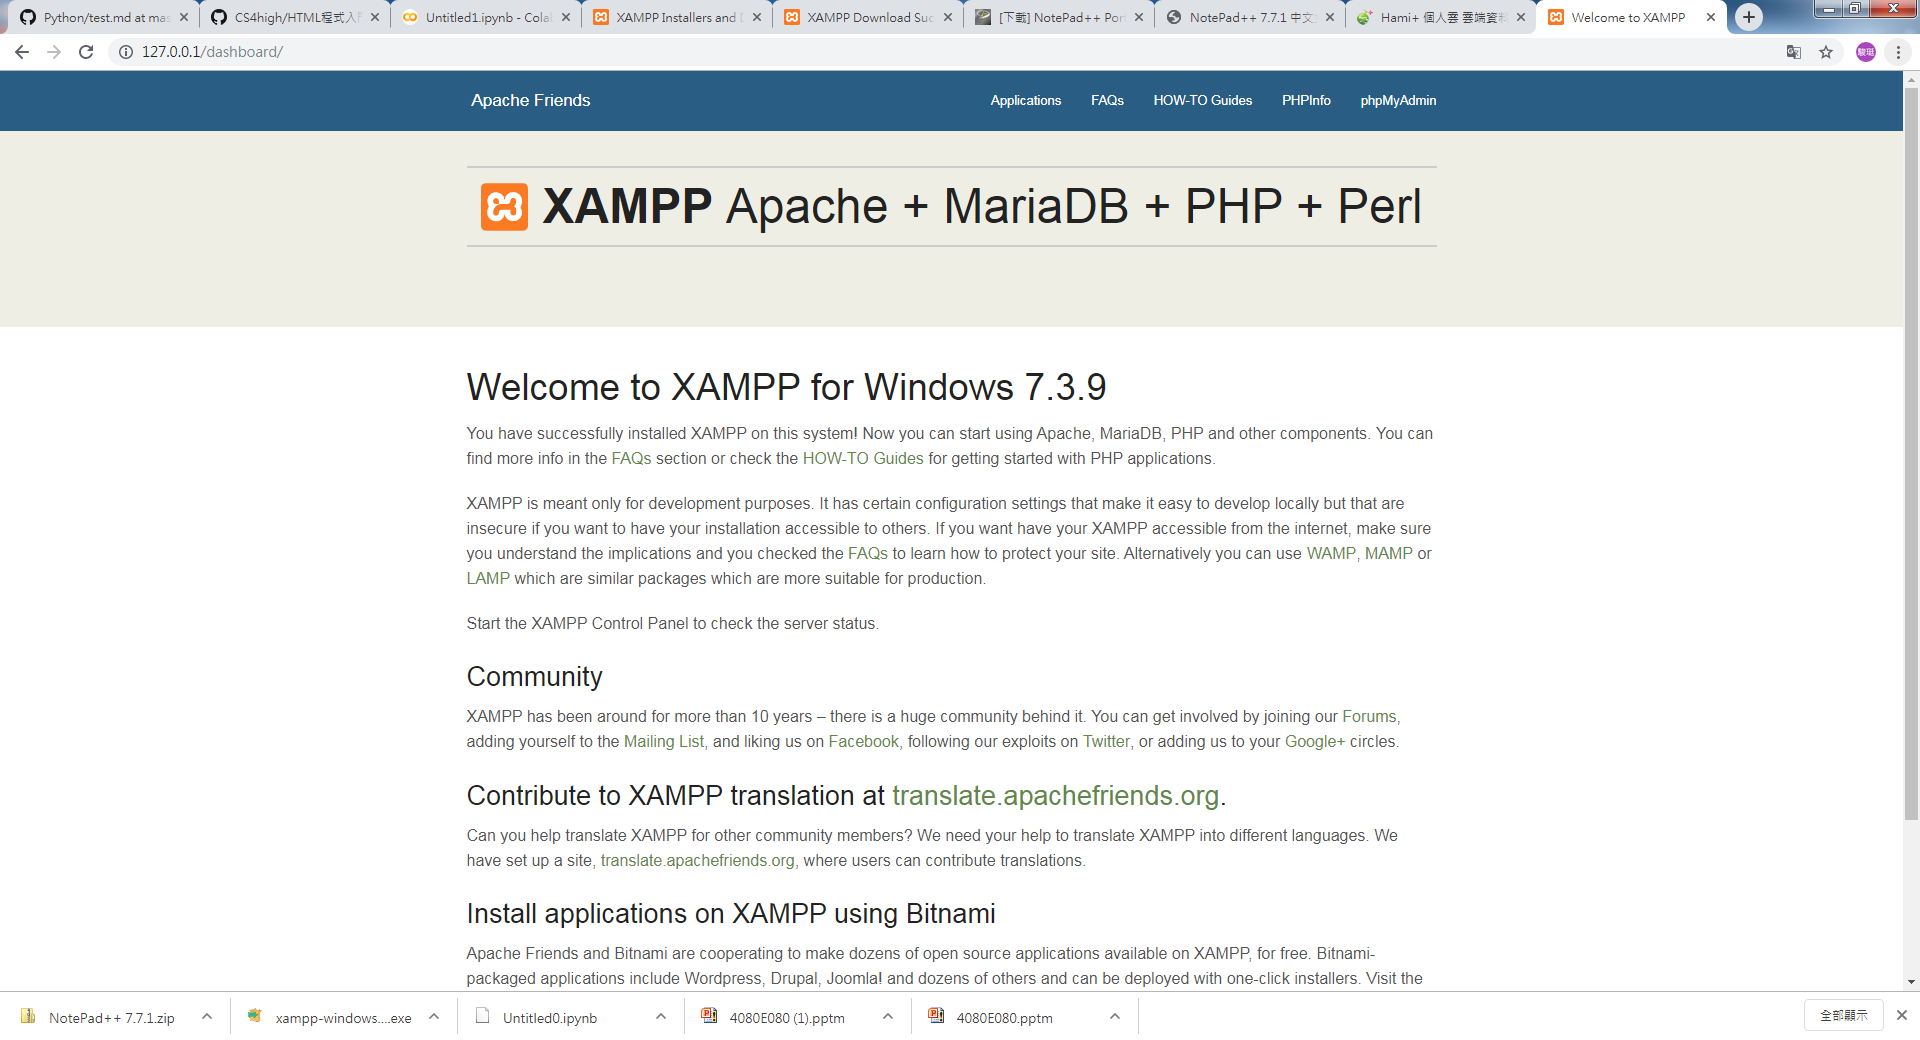 Python/test.md at mas
CS4high/HTML程式入門
Untitled1.ipynb - Colab
XAMPP Installers and D
XAMPP Download Suc
[下載] NotePad++ Port
NotePad++ 7.7.1 中文
Hami+ 個人雲 雲端資料
Welcome to XAMPP
127.0.0.1/dashboard/
Apache Friends
Applications
FAQs
HOW-TO Guides
PHPInfo
phpMyAdmin
XAMPP Apache + MariaDB + PHP + Perl
Welcome to XAMPP for Windows 7.3.9
You have successfully installed XAMPP on this system! Now you can start using Apache, MariaDB, PHP and other components. You can
find more info in the FAQs section or check the HOW-TO Guides for getting started with PHP applications.
XAMPP is meant only for development purposes. It has certain configuration settings that make it easy to develop locally but that are
insecure if you want to have your installation accessible to others. If you want have your XAMPP accessible from the internet, make sure
you understand the implications and you checked the FAQs to learn how to protect your site. Alternatively you can use WAMP, MAMP or
LAMP which are similar packages which are more suitable for production.
Start the XAMPP Control Panel to check the server status.
Community
XAMPP has been around for more than 10 years – there is a huge community behind it. You can get involved by joining our Forums,
adding yourself to the Mailing List, and liking us on Facebook, following our exploits on Twitter, or adding us to your Google+ circles.
Contribute to XAMPP translation at translate.apachefriends.org.
Can you help translate XAMPP for other community members? We need your help to translate XAMPP into different languages. We
have set up a site, translate.apachefriends.org, where users can contribute translations.
Install applications on XAMPP using Bitnami
Apache Friends and Bitnami are cooperating to make dozens of open source applications available on XAMPP, for free. Bitnami-
packaged applications include Wordpress, Drupal, Joomla! and dozens of others and can be deployed with one-click installers. Visit the
NotePad++ 7.7.1.zip
xampp-windows....exe
Untitled0.ipynb
4080E080 (1).pptm
4080E080.pptm
全部顯示